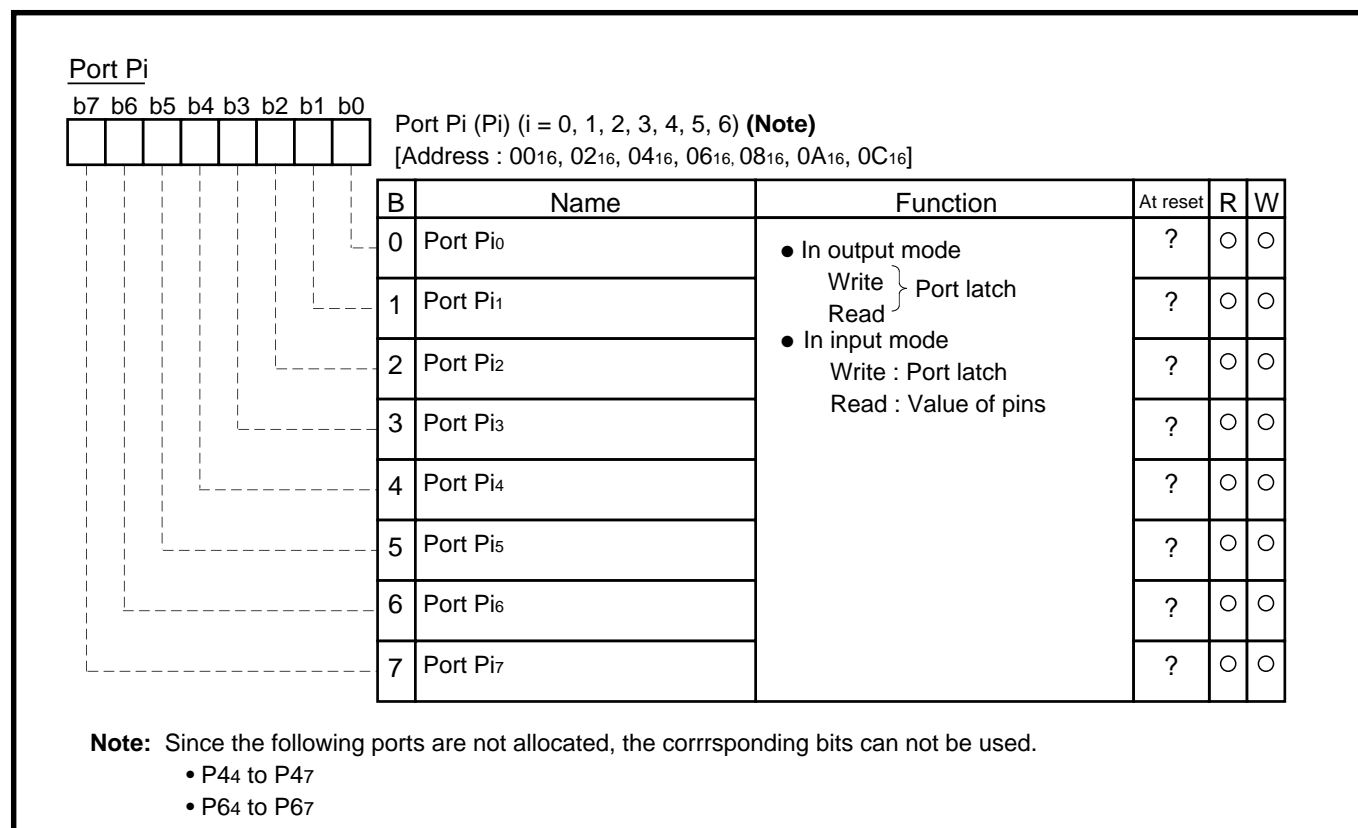 Port Pi
b7 b6 b5 b4 b3 b2 b1 b0
Port Pi (Pi) (i = 0, 1, 2, 3, 4, 5, 6) (Note)
[Address : 0016, 0216, 0416, 0616, 0816, 0A16, 0C16]
B Name Function At reset R W
0 Port Pi0 ? ○ ○
● In output mode
Write } Port latch
Read
● In input mode
Write : Port latch
Read : Value of pins
1 Port Pi1 ? ○ ○
2 Port Pi2 ? ○ ○
3 Port Pi3 ? ○ ○
4 Port Pi4 ? ○ ○
5 Port Pi5 ? ○ ○
6 Port Pi6 ? ○ ○
7 Port Pi7 ? ○ ○
Note: Since the following ports are not allocated, the corrrsponding bits can not be used.
• P44 to P47
• P64 to P67